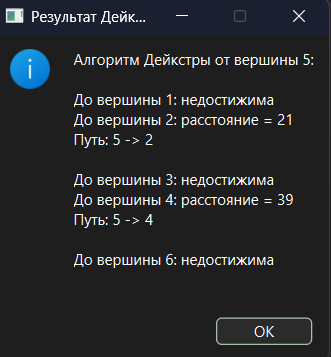 Результат Дейк...
Алгоритм Дейкстры от вершины 5:
До вершины 1: недостижима
До вершины 2: расстояние = 21
Путь: 5 -> 2
До вершины 3: недостижима
До вершины 4: расстояние = 39
Путь: 5 -> 4
До вершины 6: недостижима
OK